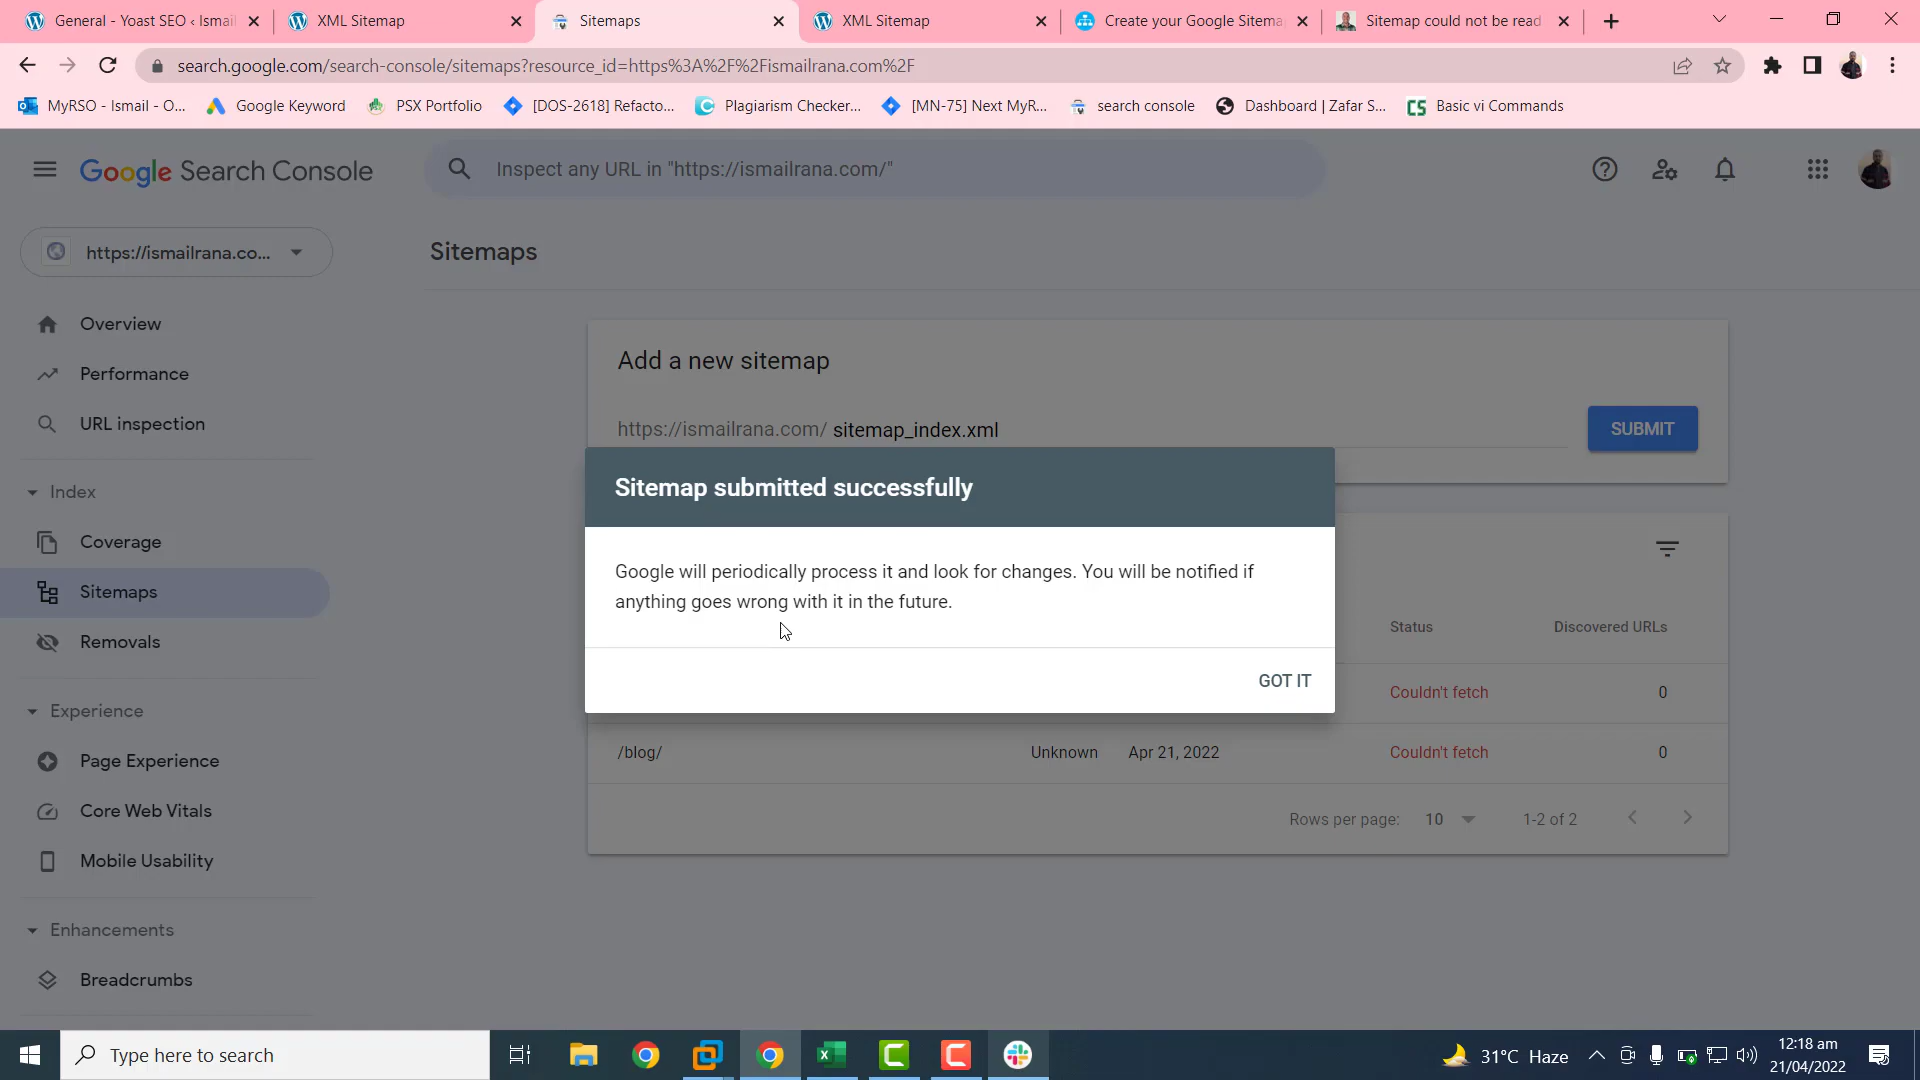 General - Yoast SEO ‹ Ismail
XML Sitemap
Sitemaps
XML Sitemap
Create your Google Sitema
Sitemap could not be read
search.google.com/search-console/sitemaps?resource_id=https%3A%2F%2Fismailrana.com%2F
MyRSO - Ismail - O...
Google Keyword
PSX Portfolio
[DOS-2618] Refacto...
Plagiarism Checker...
[MN-75] Next MyR...
search console
Dashboard | Zafar S...
CS Basic vi Commands
Google Search Console
Inspect any URL in "https://ismailrana.com/"
https://ismailrana.co...
Sitemaps
Overview
Performance
URL inspection
Index
Coverage
Sitemaps
Removals
Experience
Page Experience
Core Web Vitals
Mobile Usability
Enhancements
Breadcrumbs
Add a new sitemap
https://ismailrana.com/ sitemap_index.xml
SUBMIT
Sitemap submitted successfully
Google will periodically process it and look for changes. You will be notified if
anything goes wrong with it in the future.
GOT IT
Status Discovered URLs
Couldn't fetch 0
/blog/ Unknown Apr 21, 2022 Couldn't fetch 0
Rows per page: 10 1-2 of 2
Type here to search
31°C Haze
12:18 am
21/04/2022